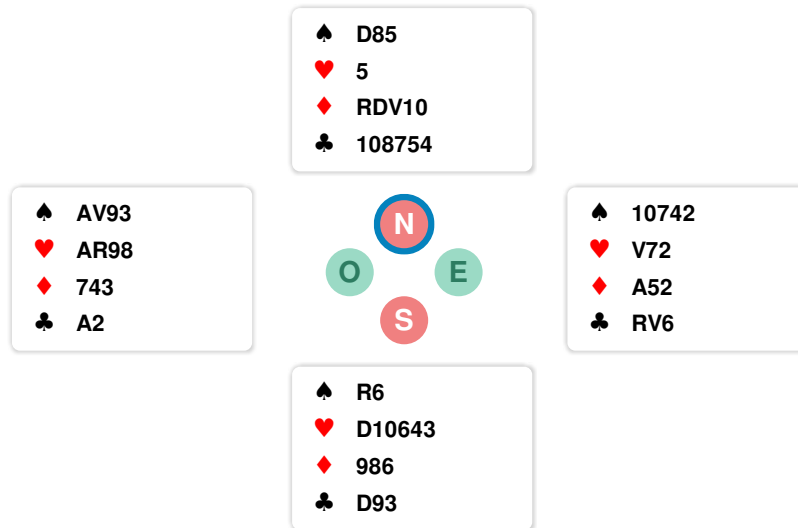 ♠ D85
♥ 5
♦ RDV10
♣ 108754
♠ AV93
♥ AR98
♦ 743
♣ A2
N
O E
S
♠ 10742
♥ V72
♦ A52
♣ RV6
♠ R6
♥ D10643
♦ 986
♣ D93